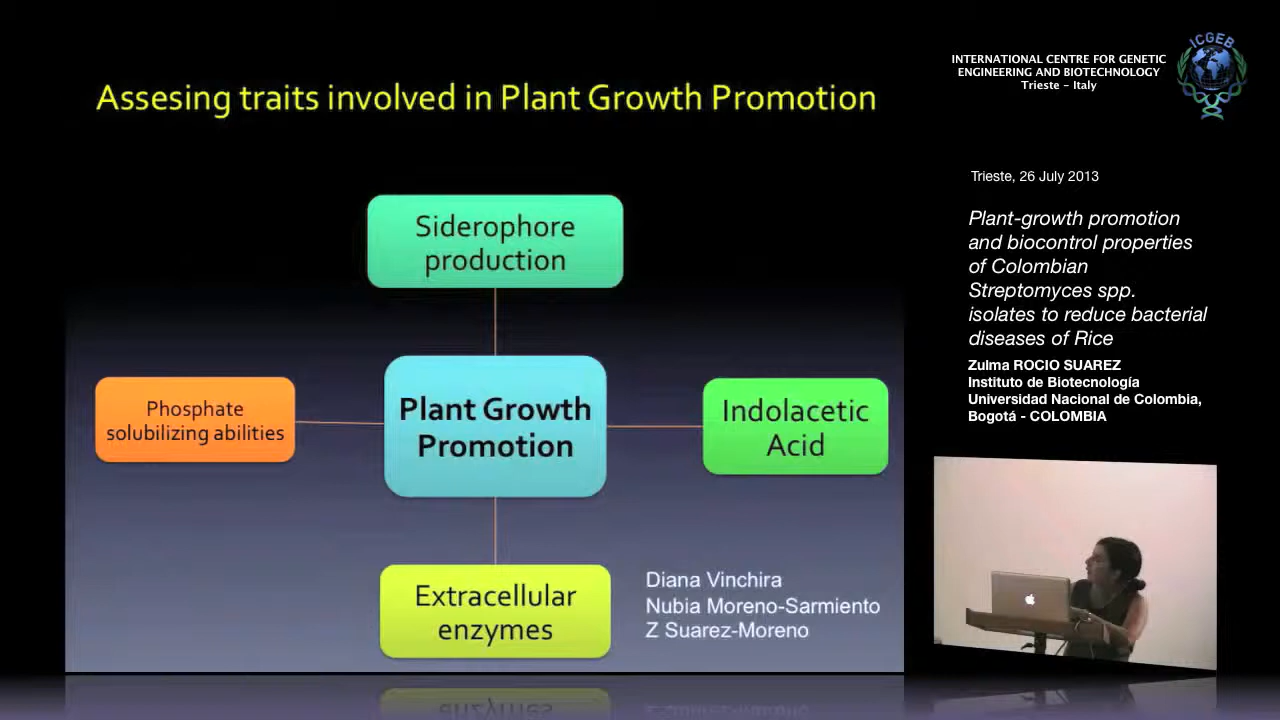 Assesing traits involved in Plant Growth Promotion
Siderophore
production
Phosphate
solubilizing abilities
Plant Growth
Promotion
Indolacetic
Acid
Extracellular
enzymes
Diana Vinchira
Nubia Moreno-Sarmiento
Z Suarez-Moreno
INTERNATIONAL CENTRE FOR GENETIC
ENGINEERING AND BIOTECHNOLOGY
Trieste - Italy
ICGEB
Trieste, 26 July 2013
Plant-growth promotion
and biocontrol properties
of Colombian
Streptomyces spp.
isolates to reduce bacterial
diseases of Rice
Zulma ROCIO SUAREZ
Instituto de Biotecnología
Universidad Nacional de Colombia,
Bogotá - COLOMBIA